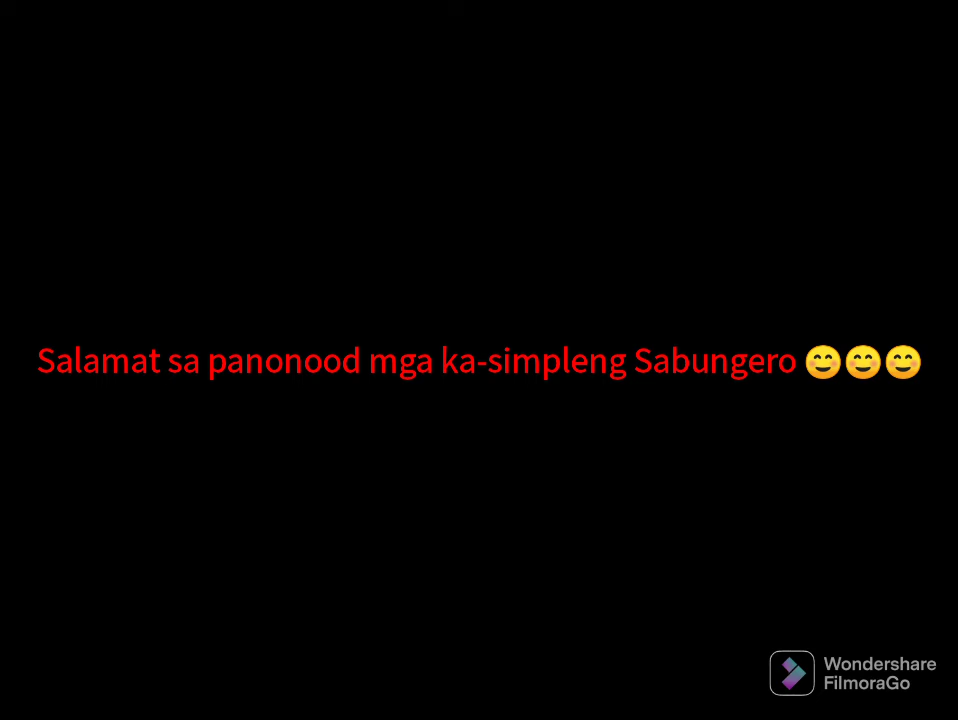 Salamat sa panonood mga ka-simpleng Sabungero 😊😊😊
Wondershare
FilmoraGo